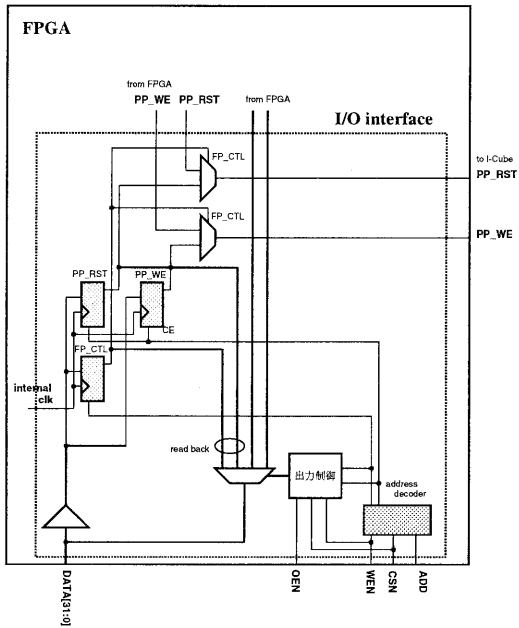 FPGA
from FPGA
PP_WE PP_RST
from FPGA
I/O interface
FP_CTL
to I-Cube
PP_RST
FP_CTL
PP_WE
PP_RST
PP_WE
CE
FP_CTL
internal
clk
read back
出力制御
address
decoder
DATA[31:0]
OEN
WEN
CSN
ADD